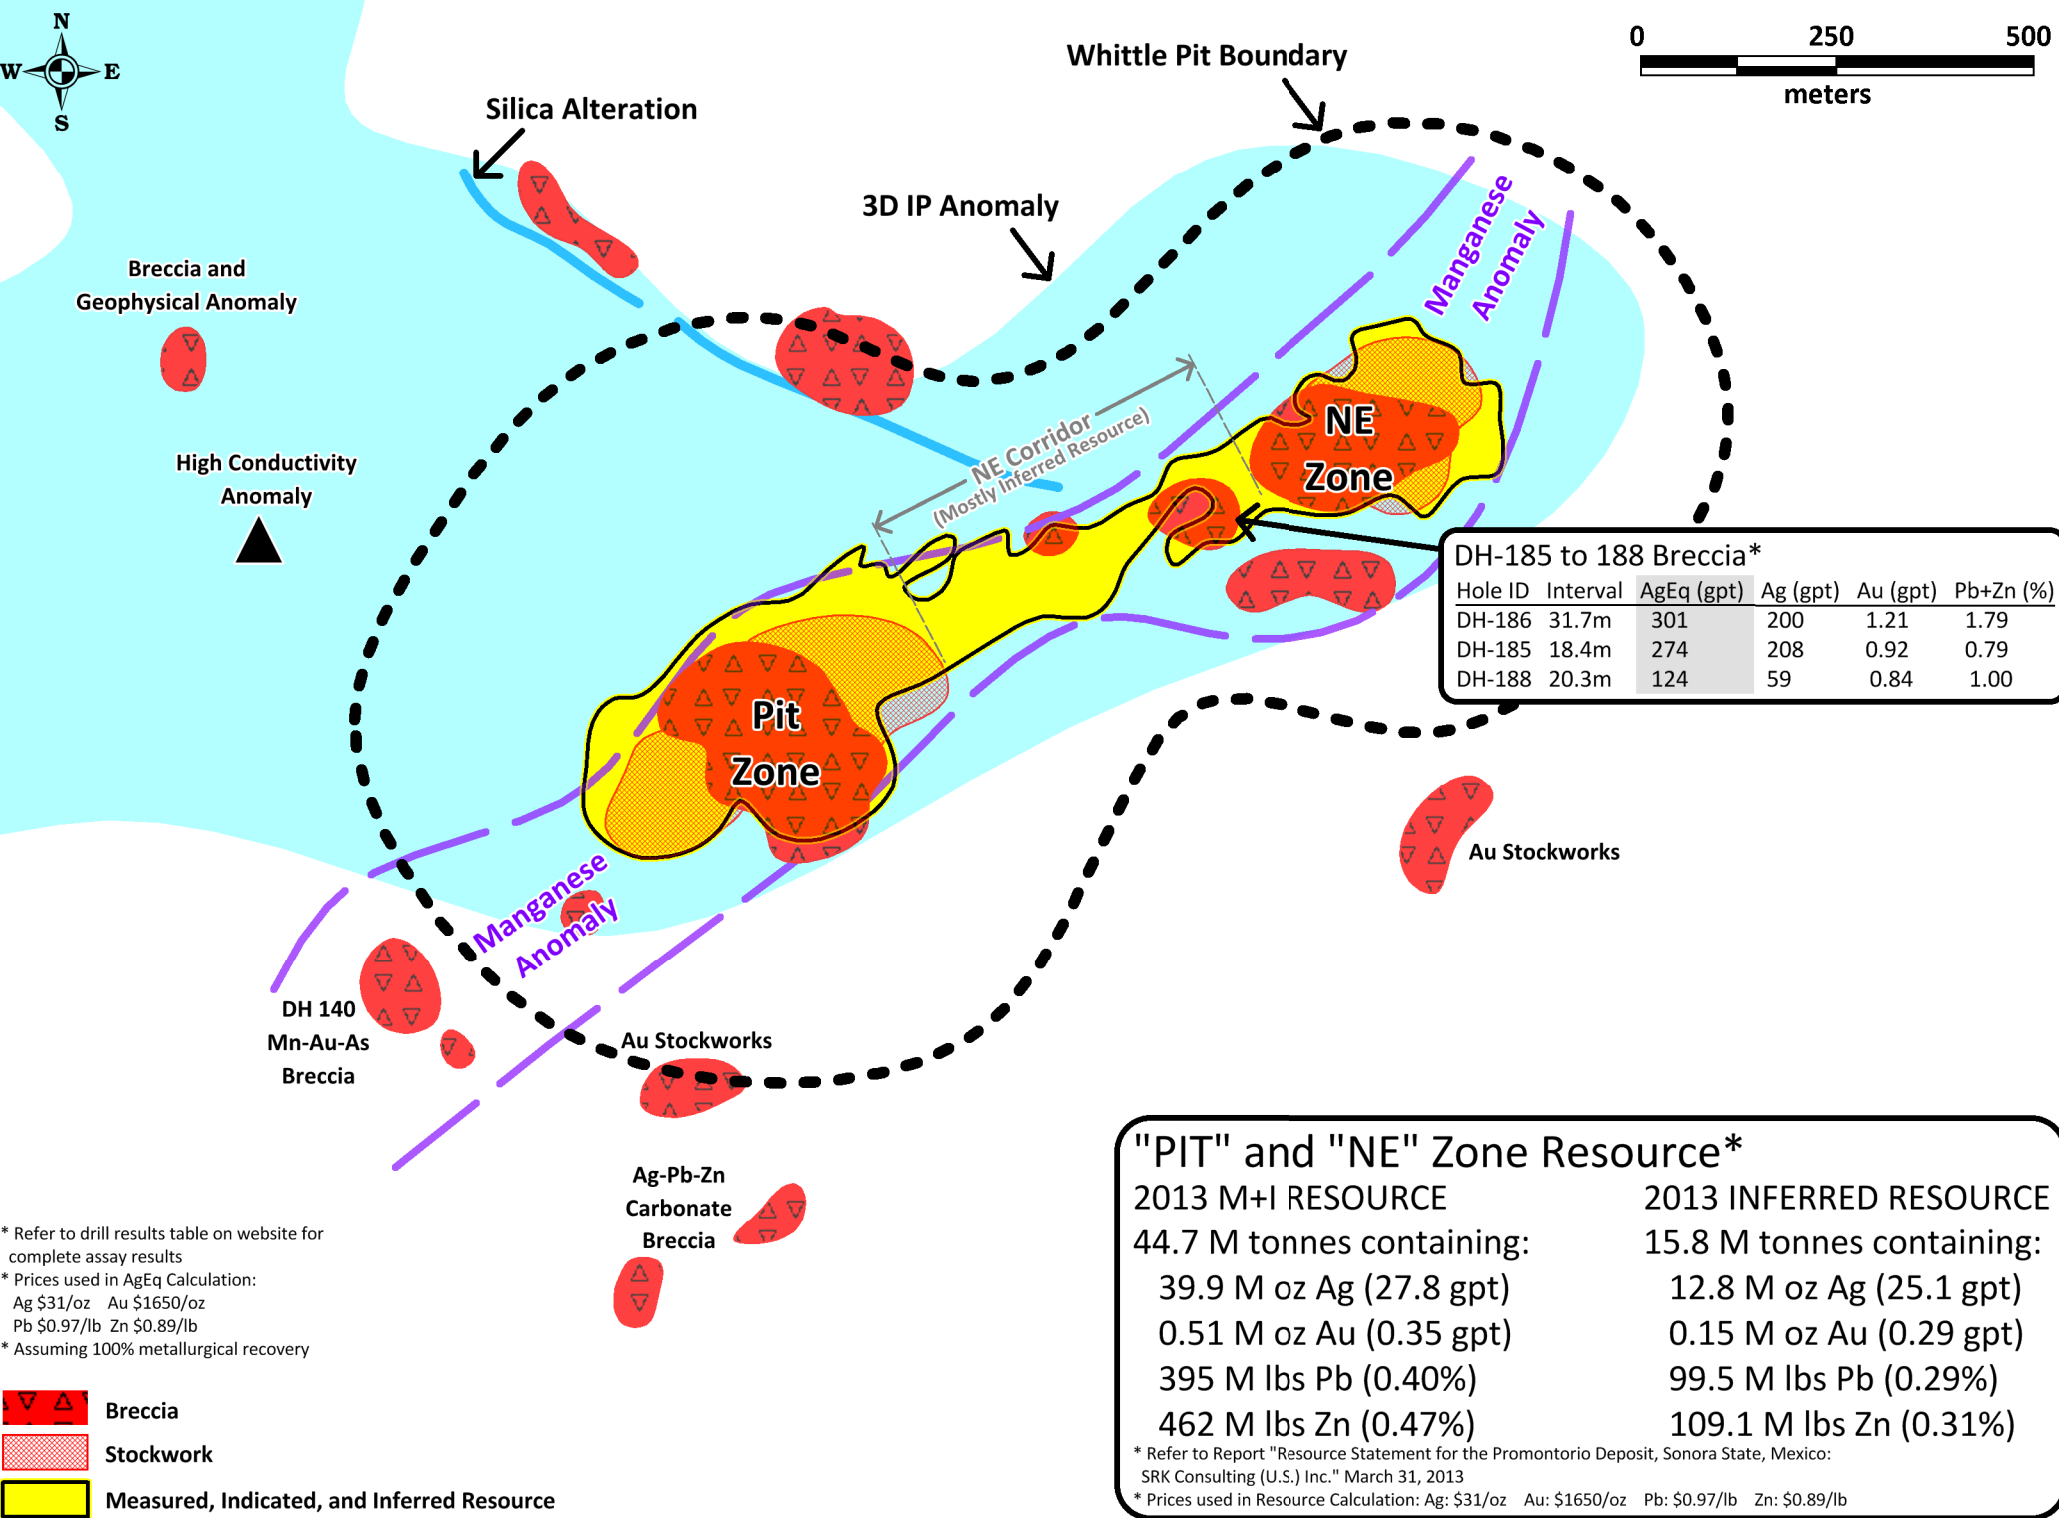 N
W E
S
0 250 500
meters
Whittle Pit Boundary
Silica Alteration
3D IP Anomaly
Manganese
Anomaly
Breccia and
Geophysical Anomaly
High Conductivity
Anomaly
NE Corridor
(Mostly Inferred Resource)
NE
Zone
DH-185 to 188 Breccia*
Hole ID Interval AgEq (gpt) Ag (gpt) Au (gpt) Pb+Zn (%)
DH-186 31.7m 301 200 1.21 1.79
DH-185 18.4m 274 208 0.92 0.79
DH-188 20.3m 124 59 0.84 1.00
Pit
Zone
Au Stockworks
Manganese
Anomaly
DH 140
Mn-Au-As
Breccia
Au Stockworks
Ag-Pb-Zn
Carbonate
Breccia
* Refer to drill results table on website for
complete assay results
* Prices used in AgEq Calculation:
Ag $31/oz Au $1650/oz
Pb $0.97/lb Zn $0.89/lb
* Assuming 100% metallurgical recovery
Breccia
Stockwork
Measured, Indicated, and Inferred Resource
"PIT" and "NE" Zone Resource*
2013 M+I RESOURCE
44.7 M tonnes containing:
39.9 M oz Ag (27.8 gpt)
0.51 M oz Au (0.35 gpt)
395 M lbs Pb (0.40%)
462 M lbs Zn (0.47%)
2013 INFERRED RESOURCE
15.8 M tonnes containing:
12.8 M oz Ag (25.1 gpt)
0.15 M oz Au (0.29 gpt)
99.5 M lbs Pb (0.29%)
109.1 M lbs Zn (0.31%)
* Refer to Report "Resource Statement for the Promontorio Deposit, Sonora State, Mexico:
SRK Consulting (U.S.) Inc." March 31, 2013
* Prices used in Resource Calculation: Ag: $31/oz Au: $1650/oz Pb: $0.97/lb Zn: $0.89/lb